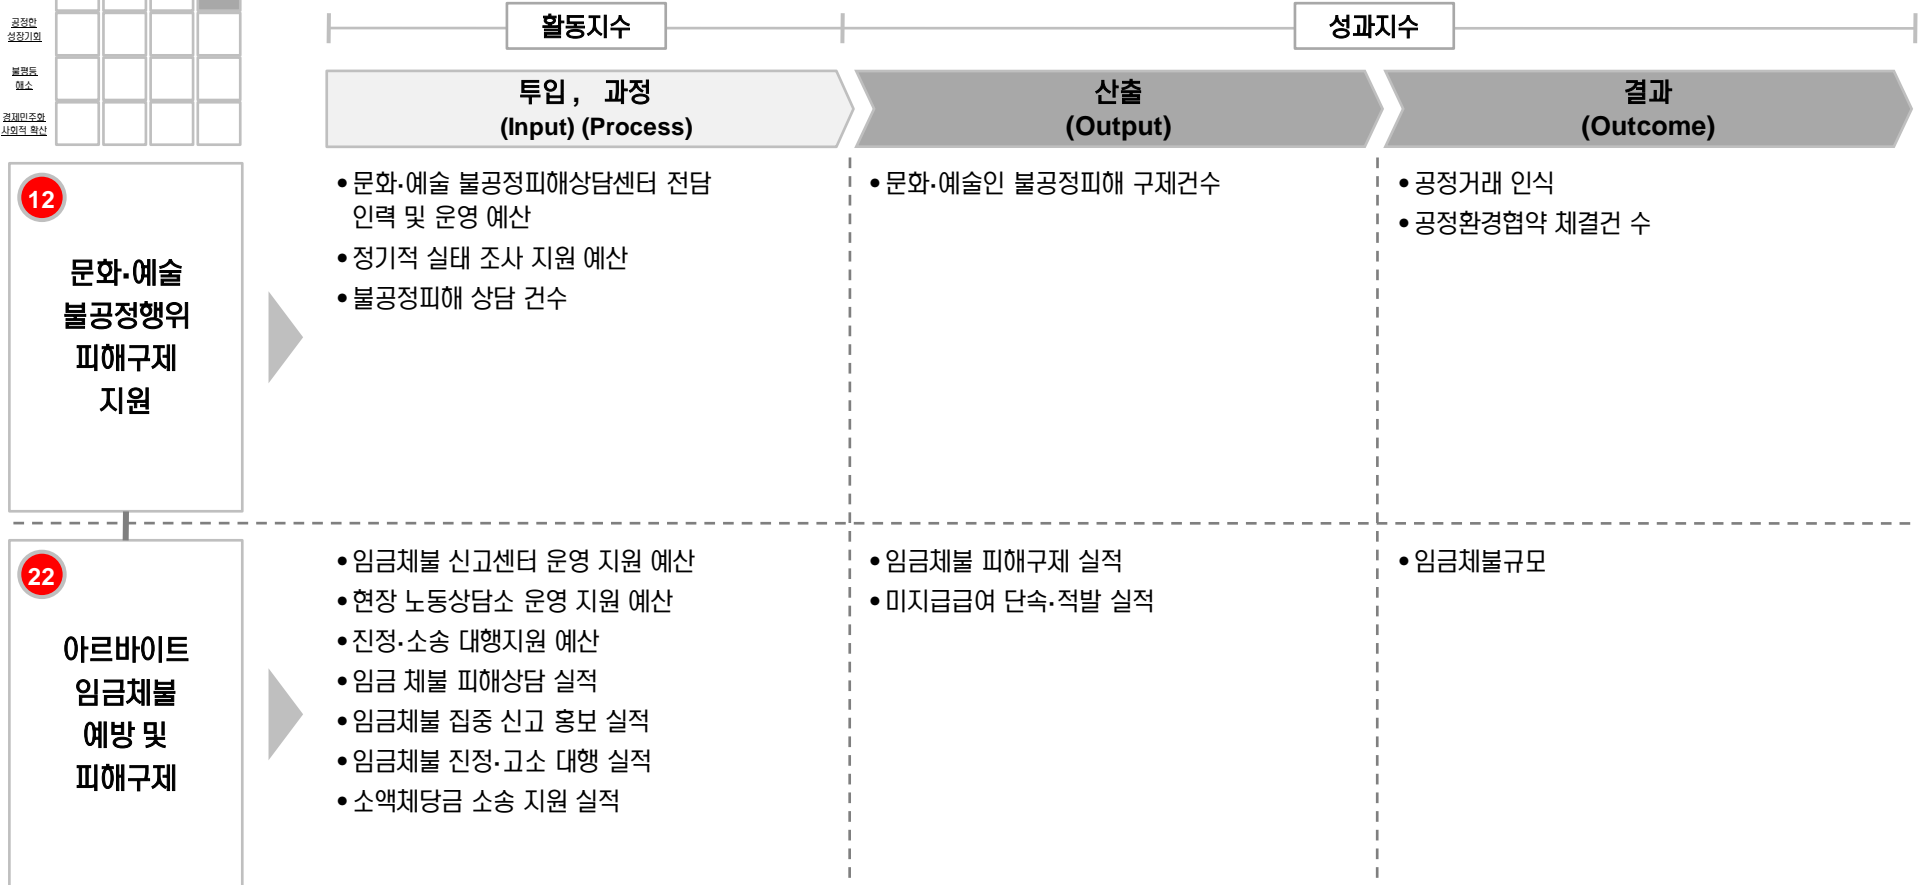 공정한
성장기회
불평등
해소
경제민주화
사회적 확산
활동지수
성과지수
투입, 과정
(Input) (Process)
산출
(Output)
결과
(Outcome)
12
문화·예술
불공정행위
피해구제
지원
• 문화·예술 불공정피해상담센터 전담
인력 및 운영 예산
• 정기적 실태 조사 지원 예산
• 불공정피해 상담 건수
• 문화·예술인 불공정피해 구제건수
• 공정거래 인식
• 공정환경협약 체결건 수
22
아르바이트
임금체불
예방 및
피해구제
• 임금체불 신고센터 운영 지원 예산
• 현장 노동상담소 운영 지원 예산
• 진정·소송 대행지원 예산
• 임금 체불 피해상담 실적
• 임금체불 집중 신고 홍보 실적
• 임금체불 진정·고소 대행 실적
• 소액체당금 소송 지원 실적
• 임금체불 피해구제 실적
• 미지급급여 단속·적발 실적
• 임금체불규모